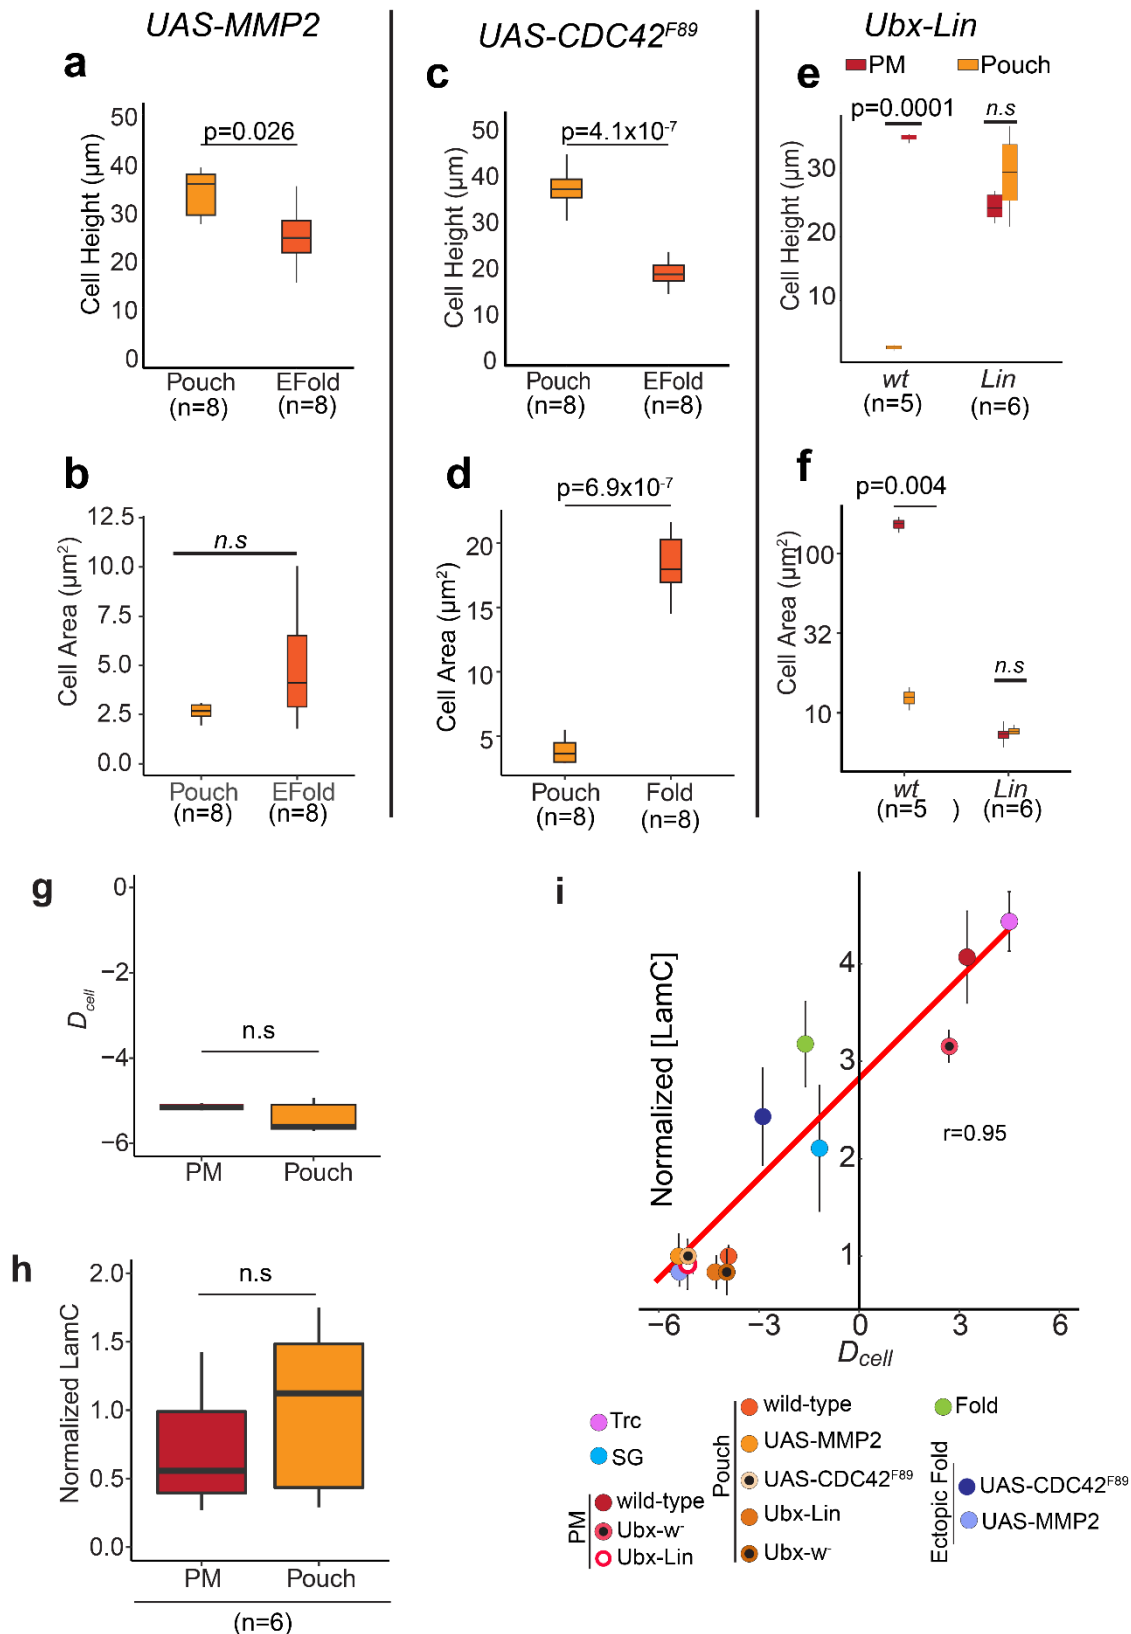 UAS-MMP2
UAS-CDC42F89
Ubx-Lin
PM
Pouch
a
50
40
30
20
10
0
Cell Height (µm)
p=0.026
Pouch
EFold
(n=8)
(n=8)
c
50
40
30
20
10
0
Cell Height (µm)
p=4.1x10-7
Pouch
EFold
(n=8)
(n=8)
e
p=0.0001
n.s
30
20
10
Cell Height (µm)
wt
Lin
(n=5)
(n=6)
b
12.5
10.0
7.5
5.0
2.5
0.0
Cell Area (µm2)
n.s
Pouch
EFold
(n=8)
(n=8)
d
p=6.9x10-7
20
15
10
5
Cell Area (µm2)
Pouch
Fold
(n=8)
(n=8)
f
p=0.004
100
32
10
Cell Area (µm2)
n.s
wt
Lin
(n=5 )
(n=6)
g
0
−2
−4
−6
Dcell
n.s
PM
Pouch
h
2.0
1.5
1.0
0.5
0.0
Normalized LamC
n.s
PM
Pouch
(n=6)
i
Normalized [LamC]
4
3
2
1
r=0.95
−6
−3
0
3
6
Dcell
Trc
SG
PM
wild-type
Ubx-w-
Ubx-Lin
Pouch
wild-type
UAS-MMP2
UAS-CDC42F89
Ubx-Lin
Ubx-w-
Fold
Ectopic Fold
UAS-CDC42F89
UAS-MMP2